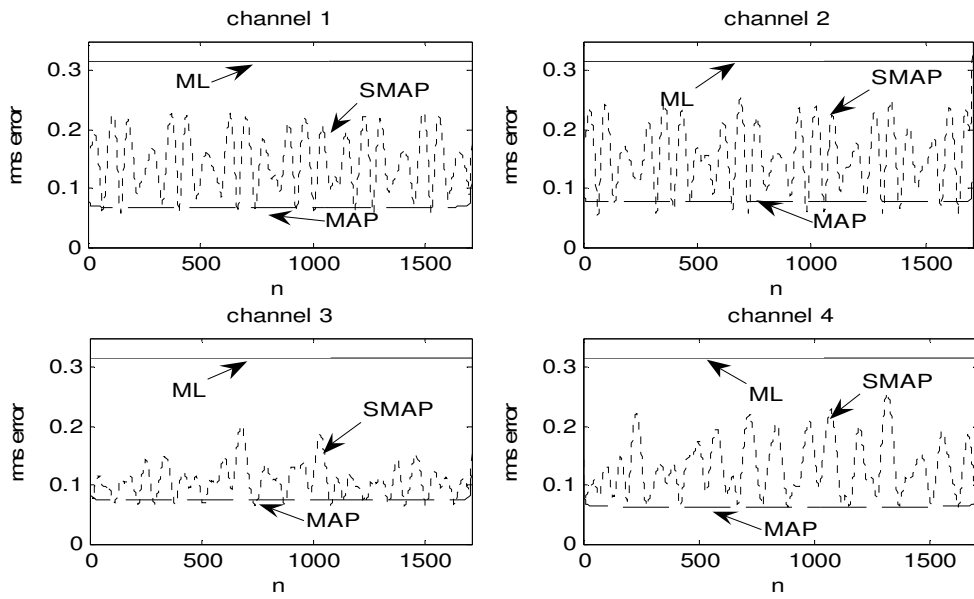 channel 1
rms error
0.3
0.2
0.1
0
ML
SMAP
MAP
0 500 1000 1500
n
channel 2
rms error
0.3
0.2
0.1
0
ML
SMAP
MAP
0 500 1000 1500
n
channel 3
rms error
0.3
0.2
0.1
0
ML
SMAP
MAP
0 500 1000 1500
n
channel 4
rms error
0.3
0.2
0.1
0
SMAP
ML
MAP
0 500 1000 1500
n